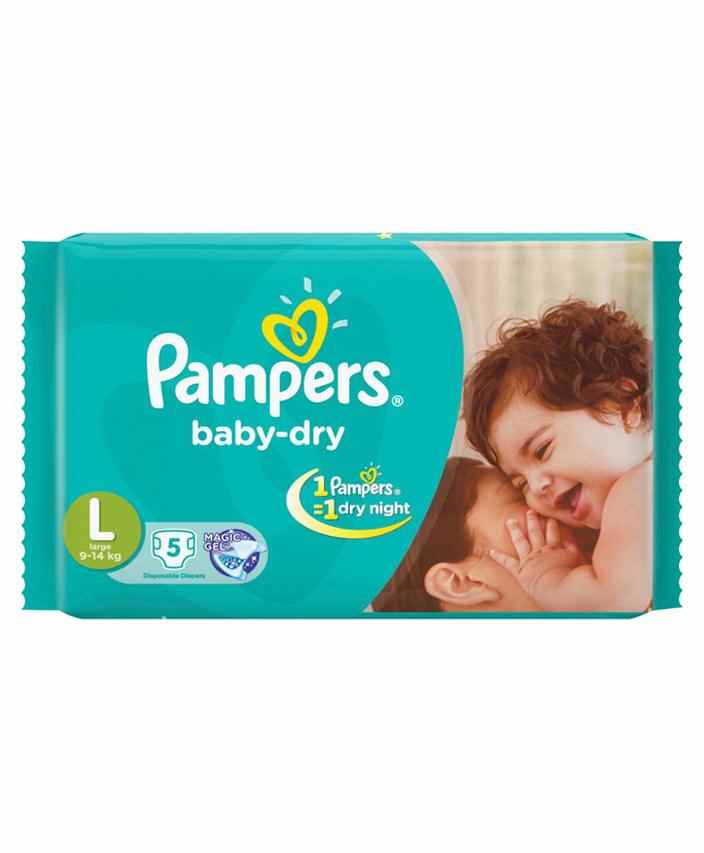 Pampers®
baby-dry
1 Pampers®
=1 dry night
L
large
9-14 kg
5
Disposable Diapers
MAGIC
GEL